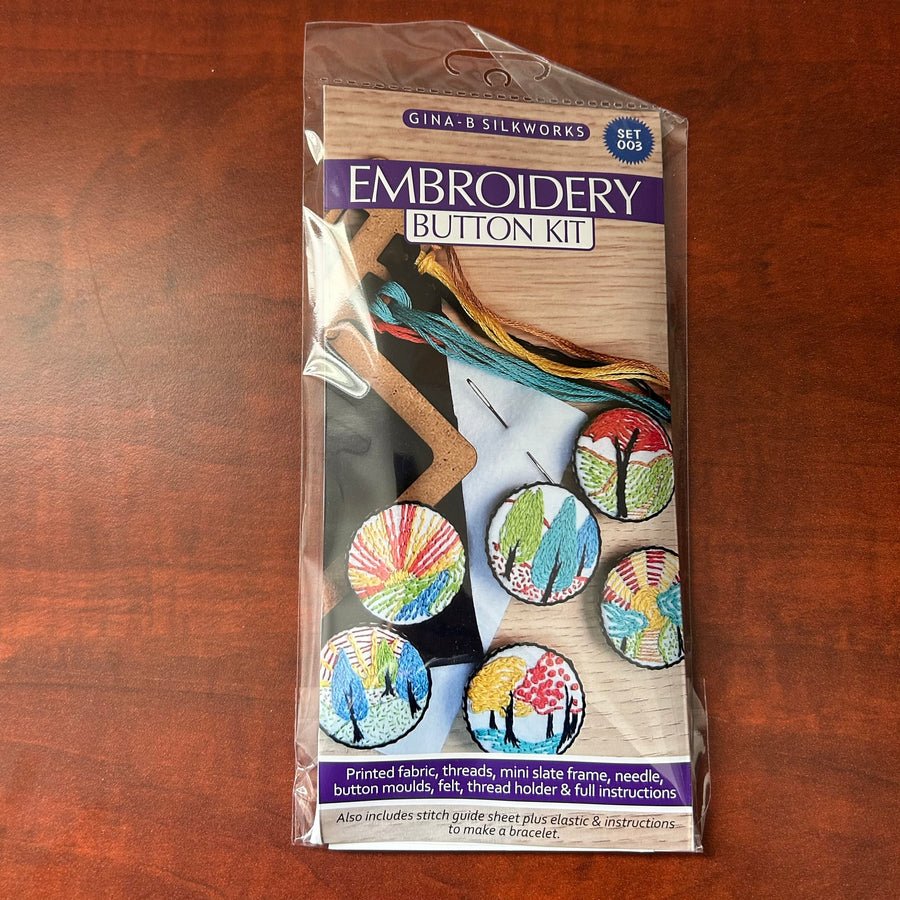 GINA-B SILKWORKS
SET
003
EMBROIDERY
BUTTON KIT
Printed fabric, threads, mini slate frame, needle,
button moulds, felt, thread holder & full instructions
Also includes stitch guide sheet plus elastic & instructions
to make a bracelet.